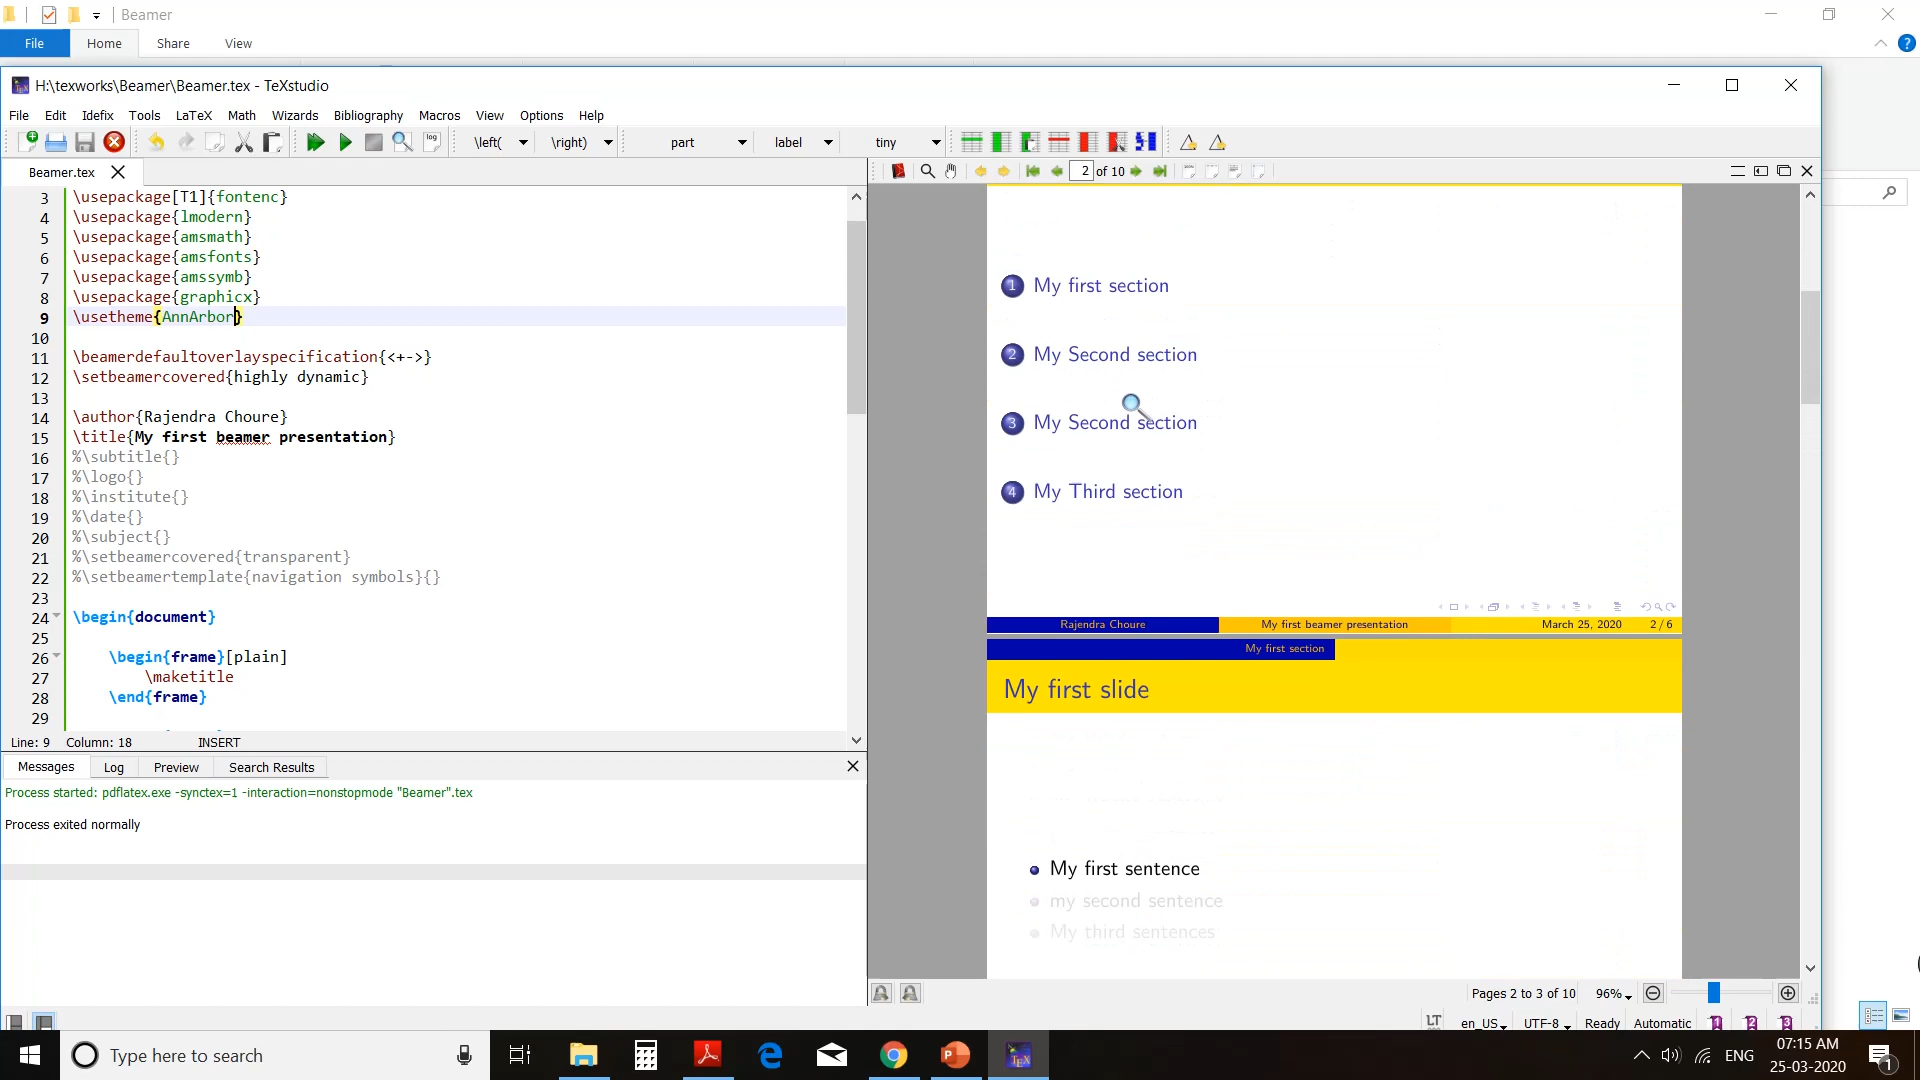 Beamer
File Home Share View
H:\texworks\Beamer\Beamer.tex - TeXstudio
File Edit Idefix Tools LaTeX Math Wizards Bibliography Macros View Options Help
\left( \right) part label tiny
Beamer.tex
2 of 10
3 \usepackage[T1]{fontenc}
4 \usepackage{lmodern}
5 \usepackage{amsmath}
6 \usepackage{amsfonts}
7 \usepackage{amssymb}
8 \usepackage{graphicx}
9 \usetheme{AnnArbor}
10
11 \beamerdefaultoverlayspecification{<+->}
12 \setbeamercovered{highly dynamic}
13
14 \author{Rajendra Choure}
15 \title{My first beamer presentation}
16 %\subtitle{}
17 %\logo{}
18 %\institute{}
19 %\date{}
20 %\subject{}
21 %\setbeamercovered{transparent}
22 %\setbeamertemplate{navigation symbols}{}
23
24 \begin{document}
25
26 \begin{frame}[plain]
27 \maketitle
28 \end{frame}
29
Line: 9 Column: 18 INSERT
Messages Log Preview Search Results
Process started: pdflatex.exe -synctex=1 -interaction=nonstopmode "Beamer".tex
Process exited normally
1 My first section
2 My Second section
3 My Second section
4 My Third section
Rajendra Choure My first beamer presentation March 25, 2020 2 / 6
My first section
My first slide
My first sentence
my second sentence
My third sentences
Pages 2 to 3 of 10 96%
LT en_US UTF-8 Ready Automatic 1 2 3
Type here to search
ENG
07:15 AM
25-03-2020
1